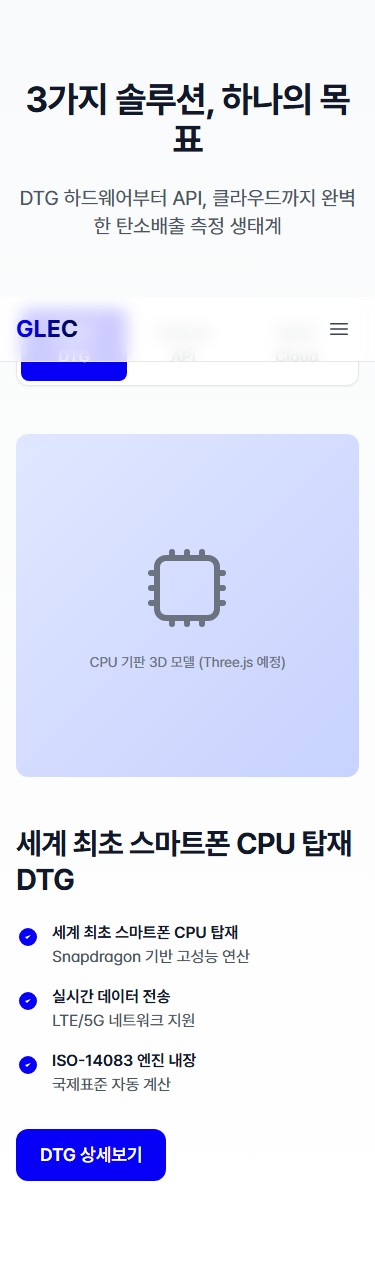 3가지 솔루션, 하나의 목
표
DTG 하드웨어부터 API, 클라우드까지 완벽
한 탄소배출 측정 생태계
GLEC
DTG
API
Cloud
CPU 기판 3D 모델 (Three.js 예정)
세계 최초 스마트폰 CPU 탑재
DTG
세계 최초 스마트폰 CPU 탑재
Snapdragon 기반 고성능 연산
실시간 데이터 전송
LTE/5G 네트워크 지원
ISO-14083 엔진 내장
국제표준 자동 계산
DTG 상세보기